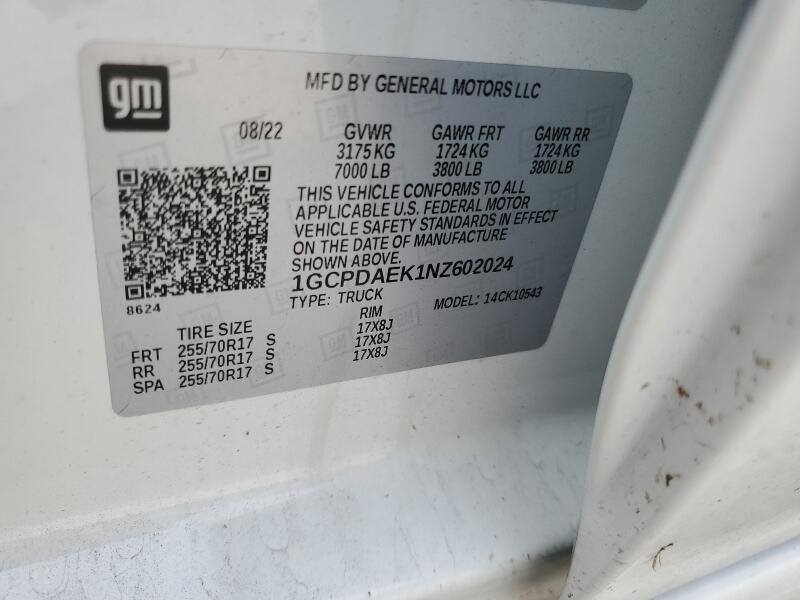 gm
MFD BY GENERAL MOTORS LLC
08/22 GVWR GAWR FRT GAWR RR
3175 KG 1724 KG 1724 KG
7000 LB 3800 LB 3800 LB
THIS VEHICLE CONFORMS TO ALL
APPLICABLE U.S. FEDERAL MOTOR
VEHICLE SAFETY STANDARDS IN EFFECT
ON THE DATE OF MANUFACTURE
SHOWN ABOVE.
1GCPDAEK1NZ602024
TYPE: TRUCK MODEL: 14CK10543
8624
TIRE SIZE RIM
FRT 255/70R17 S 17X8J
RR 255/70R17 S 17X8J
SPA 255/70R17 S 17X8J